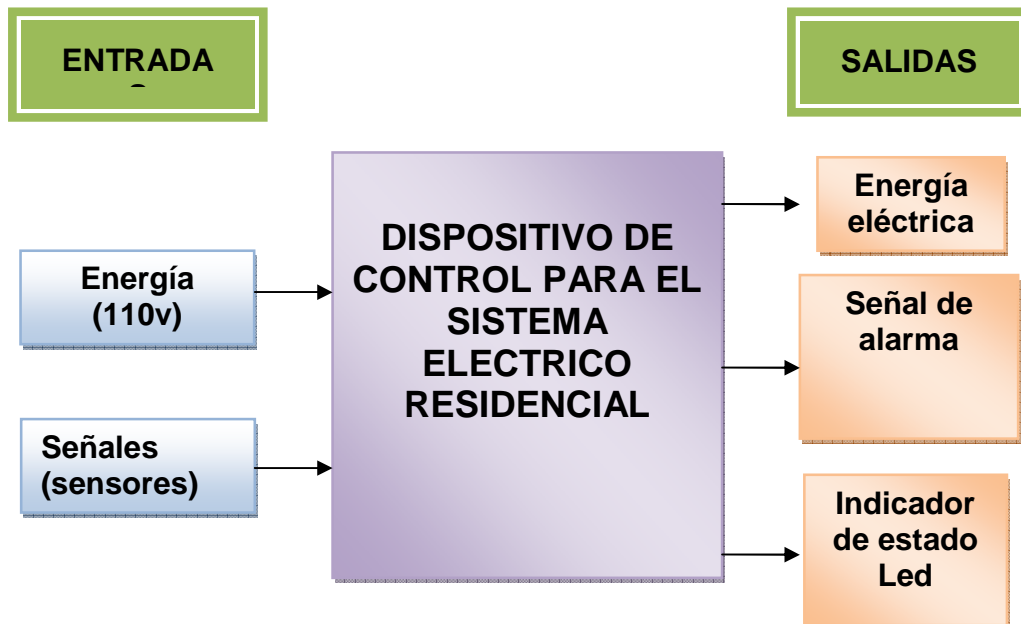 ENTRADA
SALIDAS
Energía
(110v)
Señales
(sensores)
DISPOSITIVO DE
CONTROL PARA EL
SISTEMA
ELECTRICO
RESIDENCIAL
Energía
eléctrica
Señal de
alarma
Indicador
de estado
Led